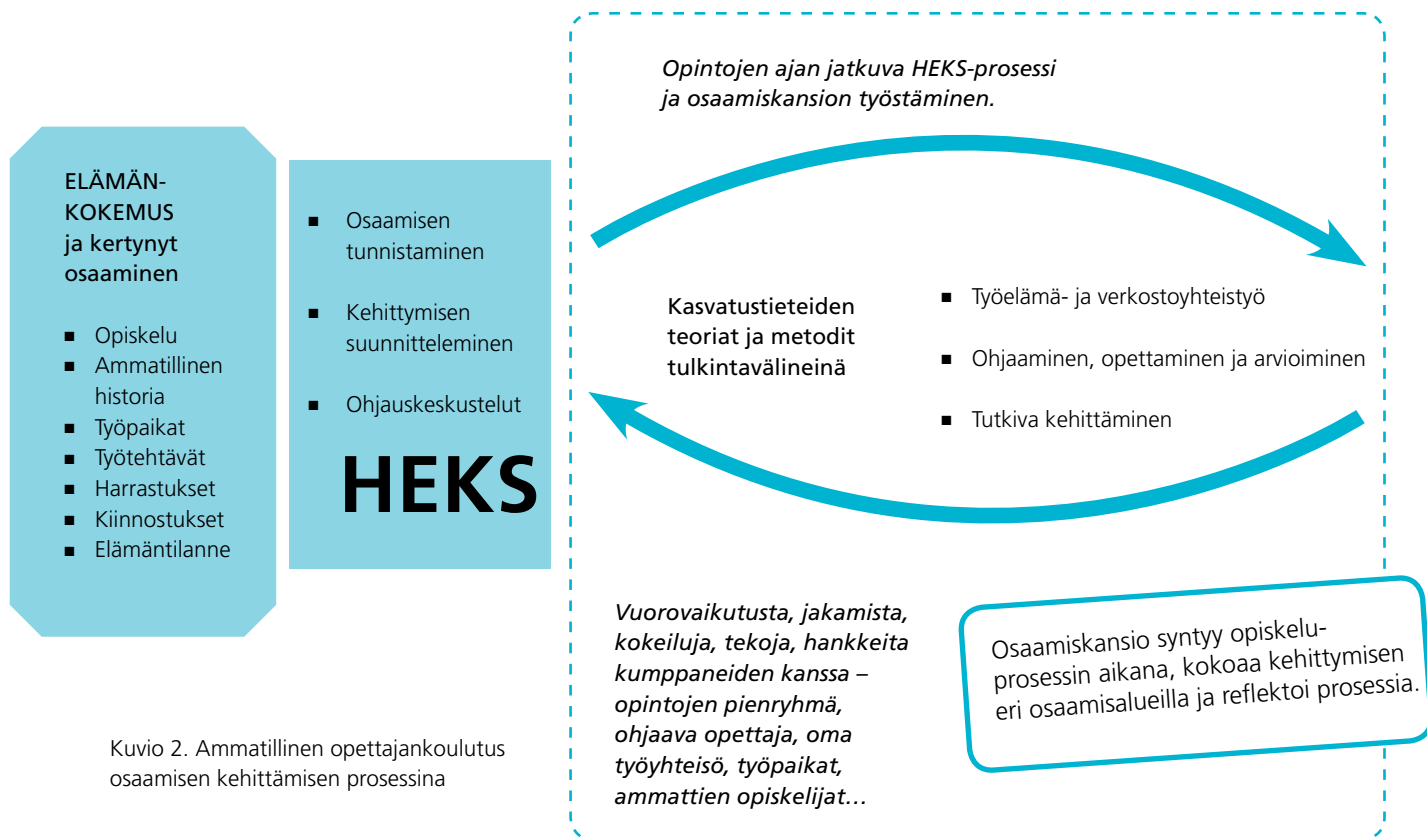 ELÄMÄN-
KOKEMUS
ja kertynyt
osaaminen
■ Opiskelu
■ Ammatillinen
historia
■ Työpaikat
■ Työtehtävät
■ Harrastukset
■ Kiinnostukset
■ Elämäntilanne
■ Osaamisen
tunnistaminen
■ Kehittymisen
suunnitteleminen
■ Ohjauskeskustelut
HEKS
Opintojen ajan jatkuva HEKS-prosessi
ja osaamiskansion työstäminen.
Kasvatustieteiden
teoriat ja metodit
tulkintavälineinä
■ Työelämä- ja verkostoyhteistyö
■ Ohjaaminen, opettaminen ja arvioiminen
■ Tutkiva kehittäminen
Vuorovaikutusta, jakamista,
kokeiluja, tekoja, hankkeita
kumppaneiden kanssa –
opintojen pienryhmä,
ohjaava opettaja, oma
työyhteisö, työpaikat,
ammattien opiskelijat…
Osaamiskansio syntyy opiskelu-
prosessin aikana, kokoaa kehittymisen
eri osaamisalueilla ja reflektoi prosessia.
Kuvio 2. Ammatillinen opettajankoulutus
osaamisen kehittämisen prosessina